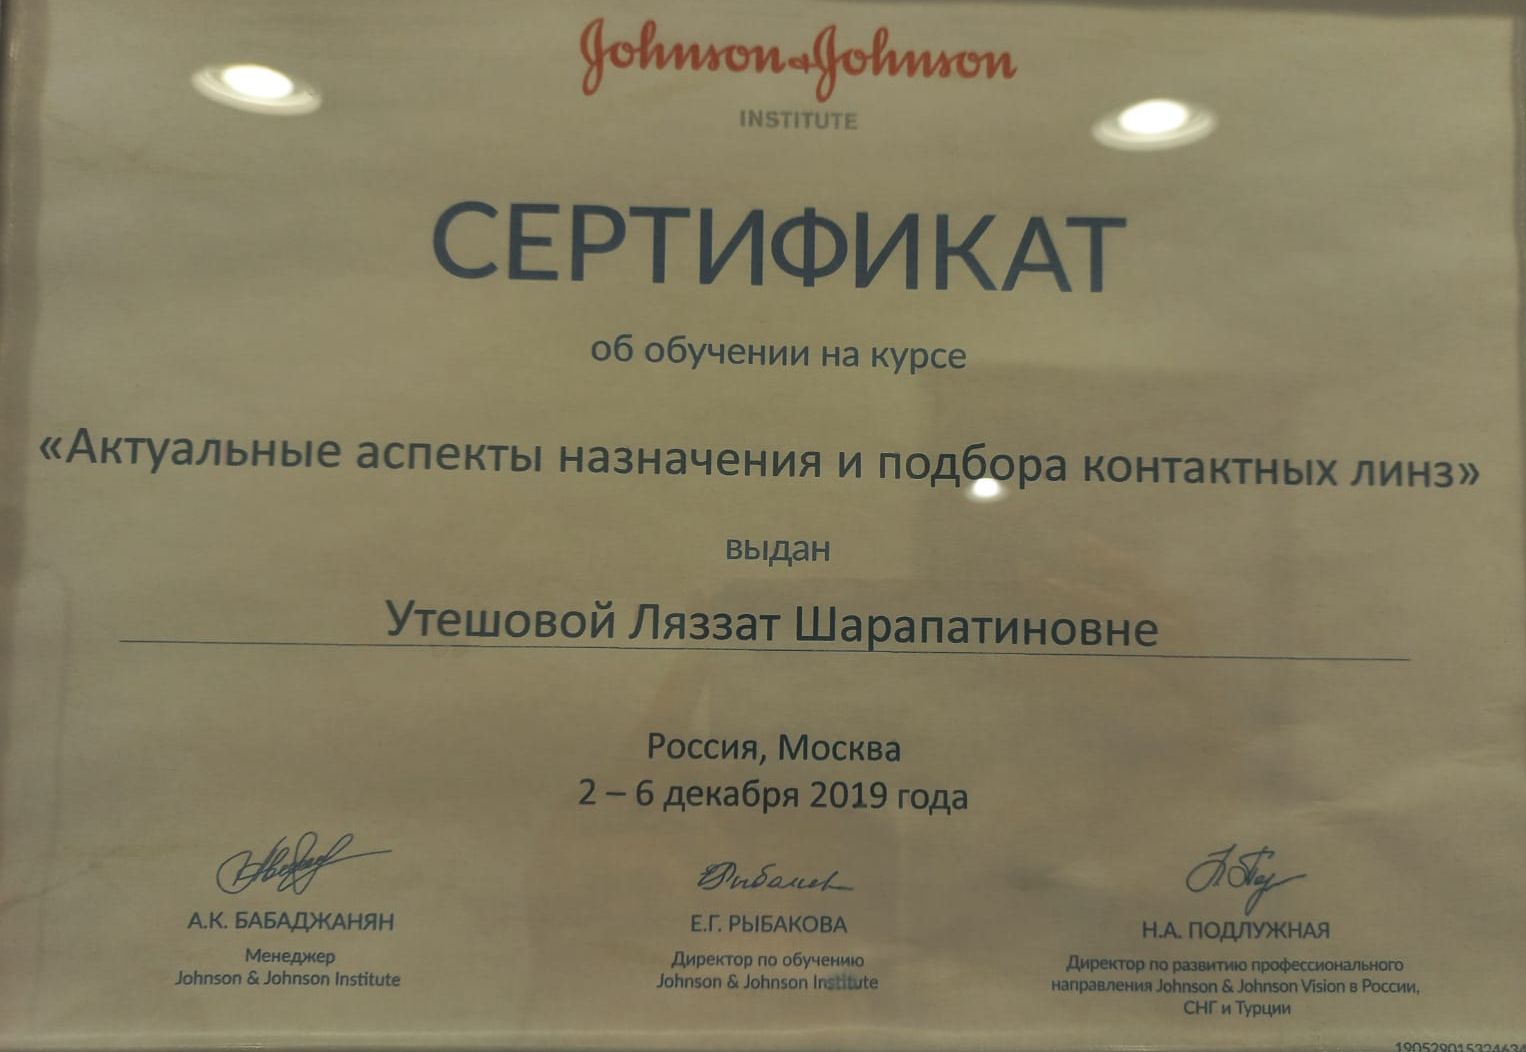 Johnson & Johnson
INSTITUTE
СЕРТИФИКАТ
об обучении на курсе
«Актуальные аспекты назначения и подбора контактных линз»
выдан
Утешовой Ляззат Шарапатиновне
Россия, Москва
2 – 6 декабря 2019 года
А.К. БАБАДЖАНЯН
Менеджер
Johnson & Johnson Institute
Е.Г. РЫБАКОВА
Директор по обучению
Johnson & Johnson Institute
Н.А. ПОДЛУЖНАЯ
Директор по развитию профессионального
направления Johnson & Johnson Vision в России,
СНГ и Турции